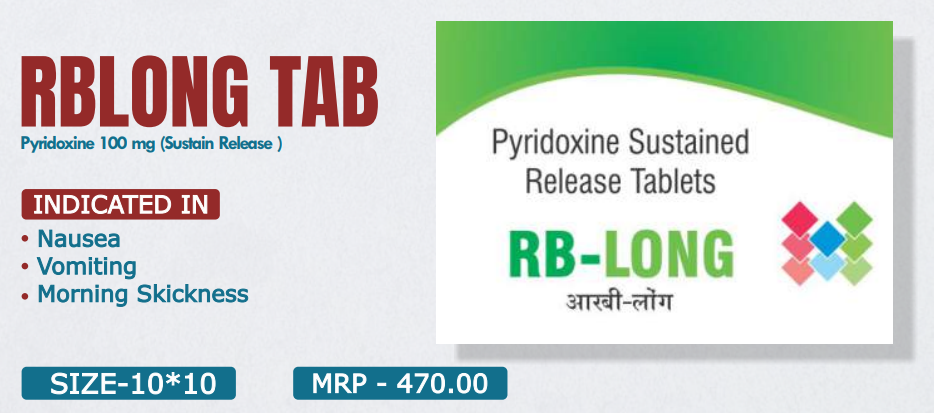 RBLONG TAB
Pyridoxine 100 mg (Sustain Release )
INDICATED IN
• Nausea
• Vomiting
• Morning Skickness
SIZE-10*10
MRP - 470.00
Pyridoxine Sustained
Release Tablets
RB-LONG
आरबी-लोंग